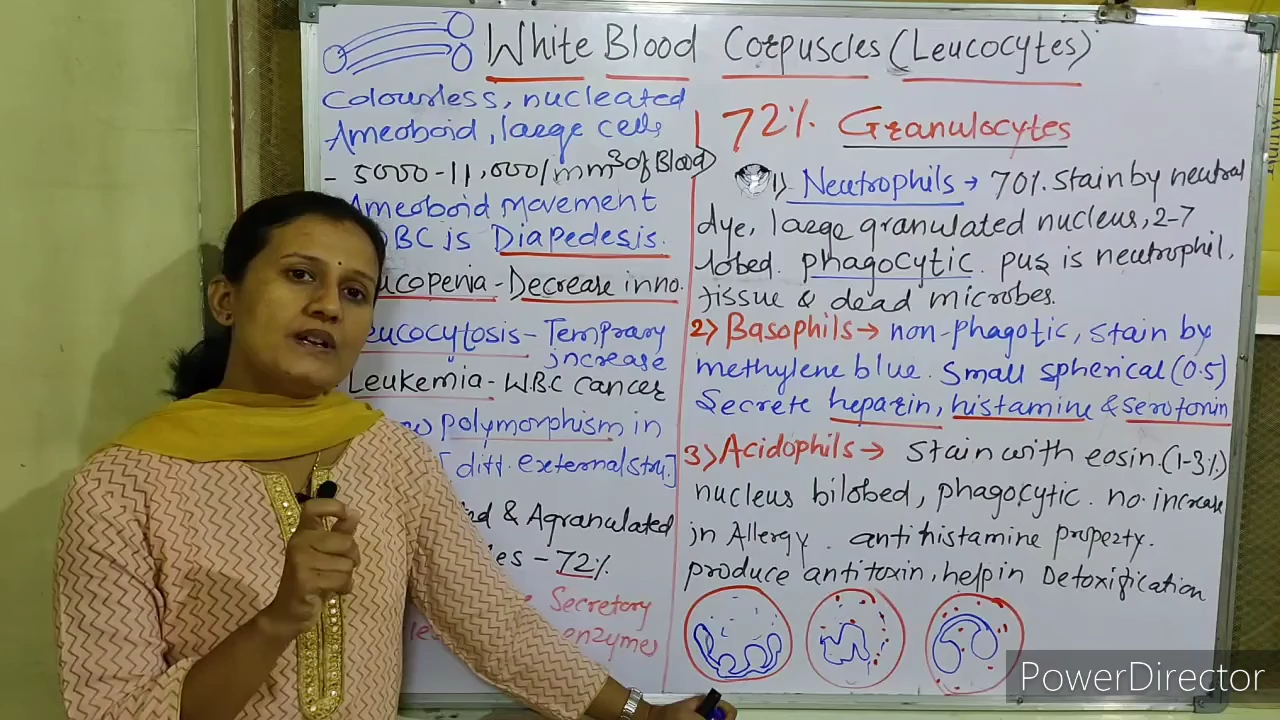 White Blood Corpuscles (Leucocytes)
Colourless, nucleated
Ameoboid, large cells
- 5000-11,000/mm³ of Blood
Ameoboid movement
BC is Diapedesis.
ucopenia - Decrease in no.
eucocytosis - Temprary increase
Leukemia - WBC cancer
polymorphism in
[diff. external stru.]
& Agranulated
es - 72%
Secretory
enzymes
72% Granulocytes
1) Neutrophils → 70%. Stain by neutral
dye, large granulated nucleus, 2-7
lobed. phagocytic. pus is neutrophil,
tissue & dead microbes.
2) Basophils → non-phagotic, stain by
methylene blue. Small spherical (0.5)
Secrete heparin, histamine & serotonin
3) Acidophils → Stain with eosin. (1-3%)
nucleus bilobed, phagocytic. no. increase
in Allergy. antihistamine property.
produce antitoxin, help in Detoxification
PowerDirector